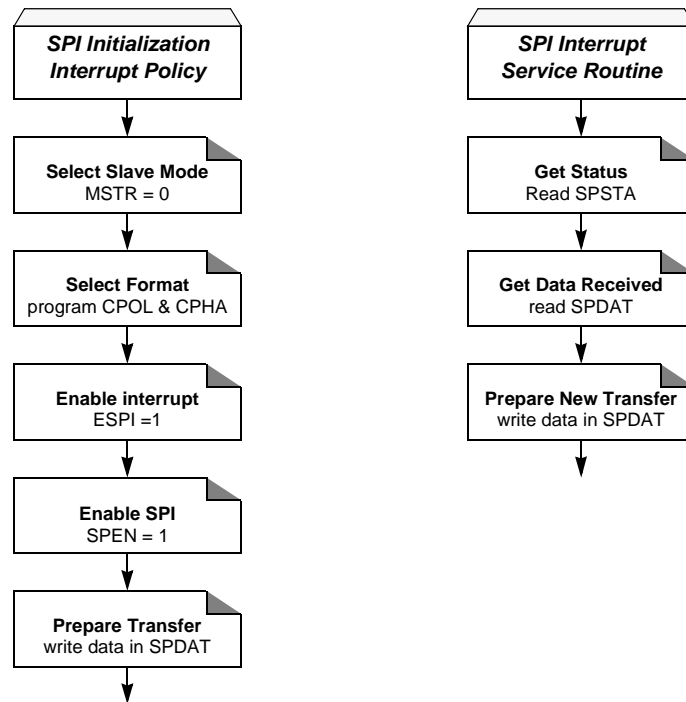 SPI Initialization
Interrupt Policy
Select Slave Mode
MSTR = 0
Select Format
program CPOL & CPHA
Enable interrupt
ESPI =1
Enable SPI
SPEN = 1
Prepare Transfer
write data in SPDAT
SPI Interrupt
Service Routine
Get Status
Read SPSTA
Get Data Received
read SPDAT
Prepare New Transfer
write data in SPDAT